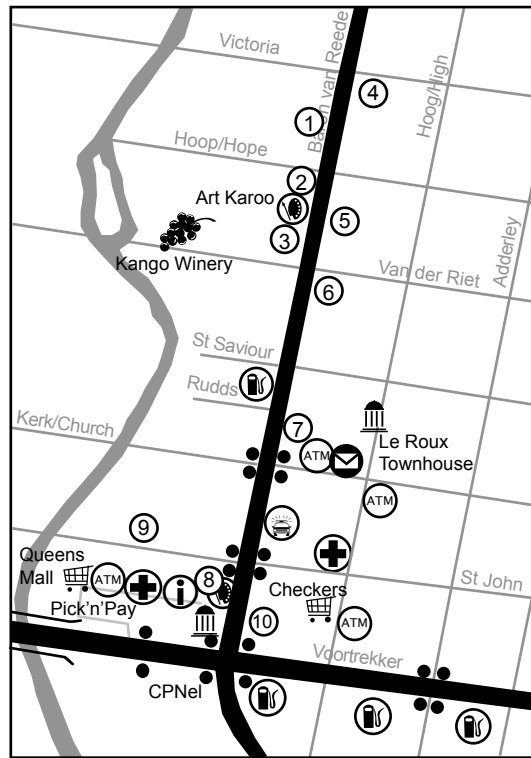 Victoria
Baron van Reede
Hoog/High
4
1
Hoop/Hope
2
Art Karoo
5
3
Adderley
Kango Winery
Van der Riet
6
St Saviour
Rudds
Kerk/Church
7
ATM
Le Roux
Townhouse
ATM
9
Queens
Mall
ATM
i
8
Checkers
St John
Pick'n'Pay
10
ATM
Voortrekker
CPNel